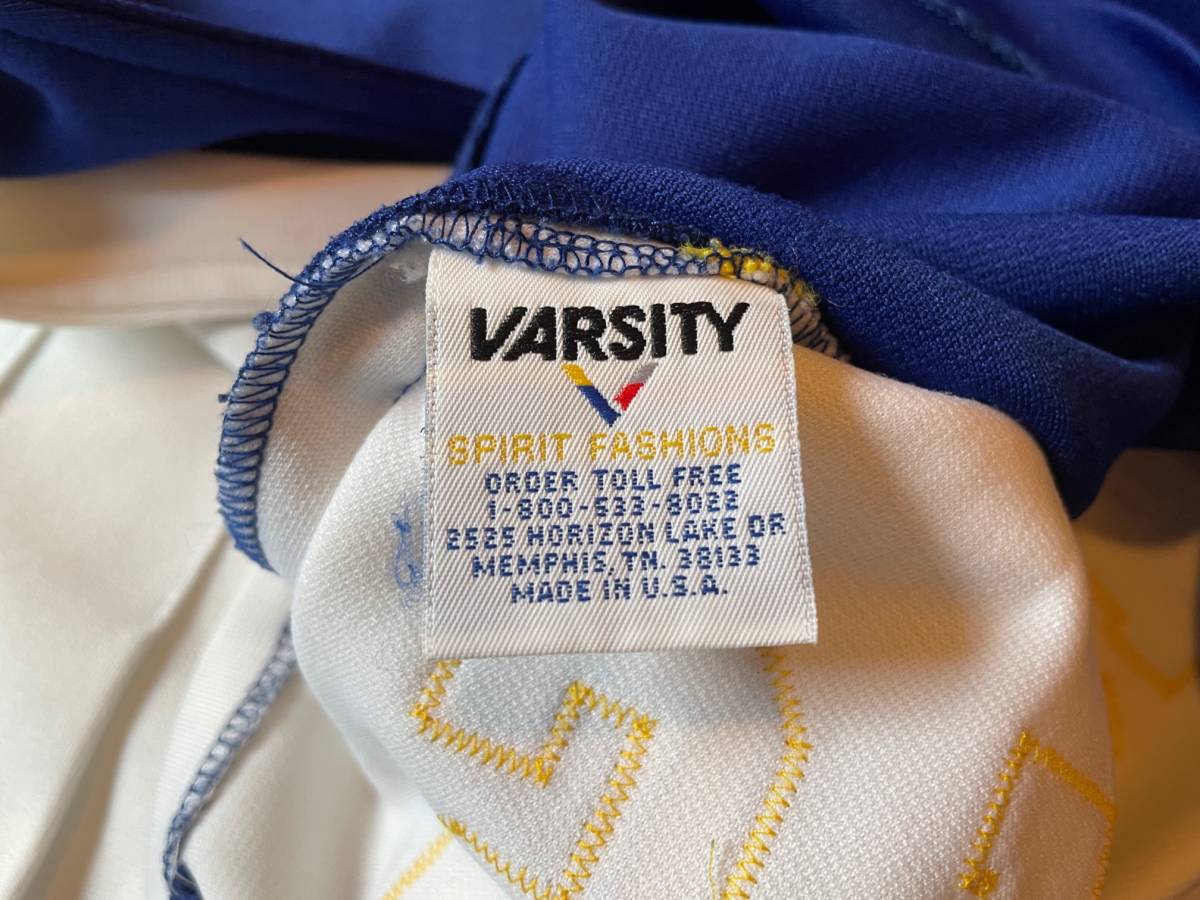 VARSITY
SPIRIT FASHIONS
ORDER TOLL FREE
1-800-533-8022
2525 HORIZON LAKE DR
MEMPHIS, TN. 38133
MADE IN U.S.A.